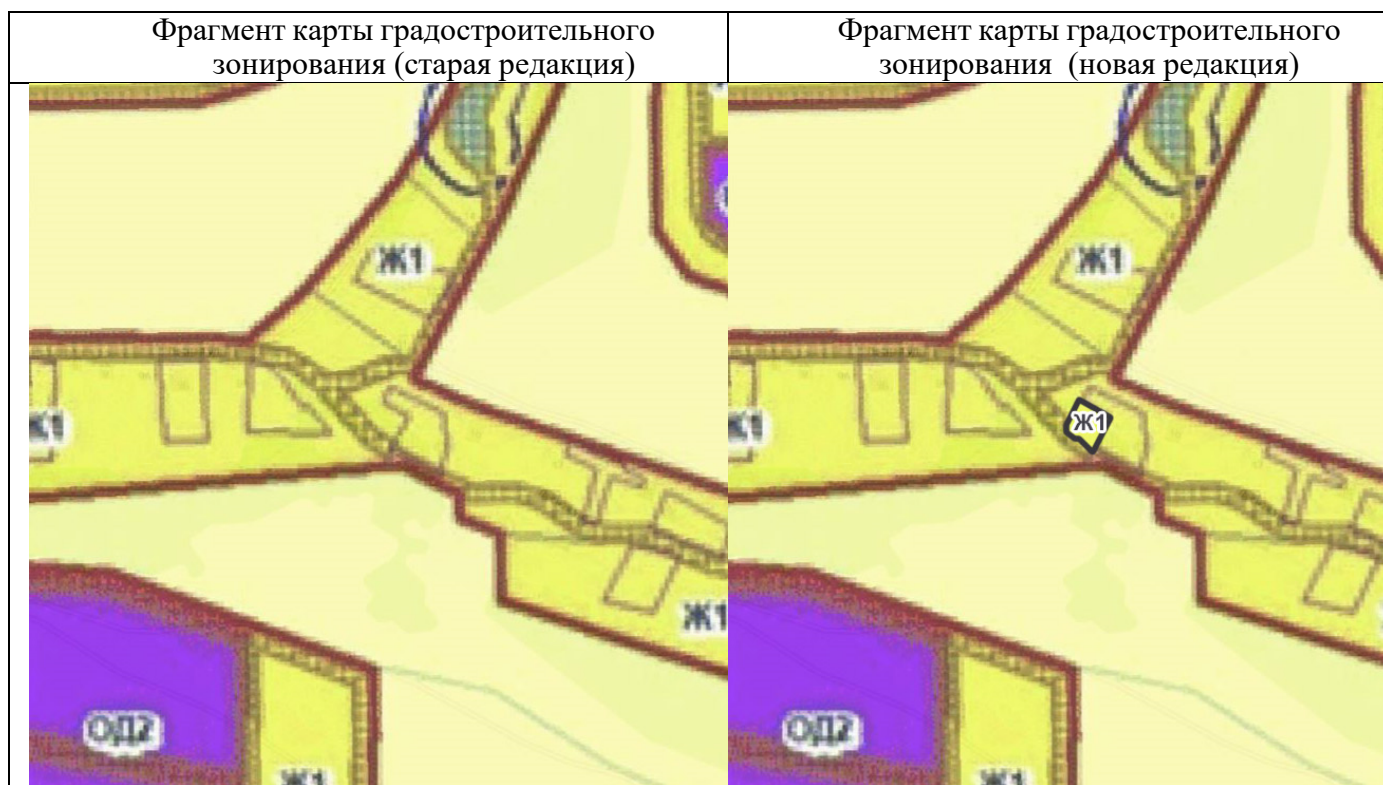 Фрагмент карты градостроительного
зонирования (старая редакция)
Фрагмент карты градостроительного
зонирования  (новая редакция)
Ж1
Ж1
Ж1
Ж1
Ж1
Ж1
ОД2
Ж1
ОД2
Ж1